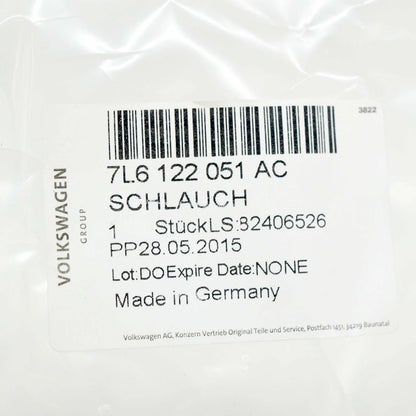 3822
VOLKSWAGEN
GROUP
7L6 122 051 AC
SCHLAUCH
1 StückLS:82406526
PP28.05.2015
Lot:DOExpire Date:NONE
Made in Germany
Volkswagen AG, Konzern Vertrieb Original Teile und Service, Postfach 1451, 34219 Baunatal